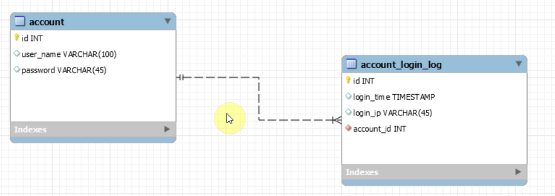 account
id INT
user_name VARCHAR(100)
password VARCHAR(45)
Indexes
account_login_log
id INT
login_time TIMESTAMP
login_ip VARCHAR(45)
account_id INT
Indexes